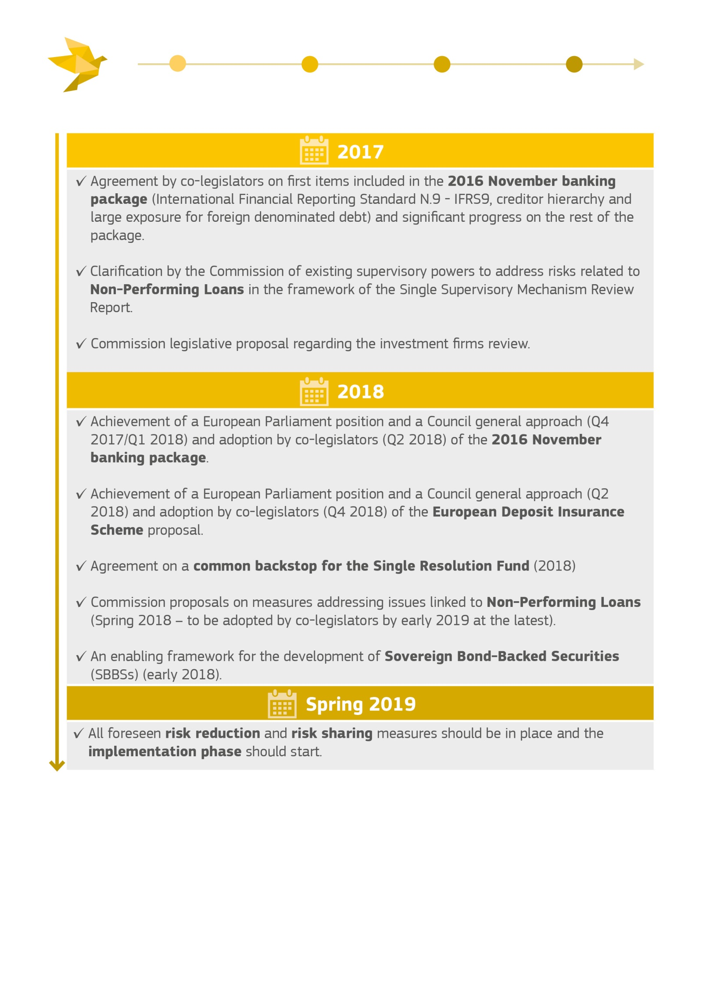 2017
✓ Agreement by co-legislators on first items included in the 2016 November banking
package (International Financial Reporting Standard N.9 - IFRS9, creditor hierarchy and
large exposure for foreign denominated debt) and significant progress on the rest of the
package.
✓ Clarification by the Commission of existing supervisory powers to address risks related to
Non-Performing Loans in the framework of the Single Supervisory Mechanism Review
Report.
✓ Commission legislative proposal regarding the investment firms review.
2018
✓ Achievement of a European Parliament position and a Council general approach (Q4
2017/Q1 2018) and adoption by co-legislators (Q2 2018) of the 2016 November
banking package.
✓ Achievement of a European Parliament position and a Council general approach (Q2
2018) and adoption by co-legislators (Q4 2018) of the European Deposit Insurance
Scheme proposal.
✓ Agreement on a common backstop for the Single Resolution Fund (2018)
✓ Commission proposals on measures addressing issues linked to Non-Performing Loans
(Spring 2018 – to be adopted by co-legislators by early 2019 at the latest).
✓ An enabling framework for the development of Sovereign Bond-Backed Securities
(SBBSs) (early 2018).
Spring 2019
✓ All foreseen risk reduction and risk sharing measures should be in place and the
implementation phase should start.